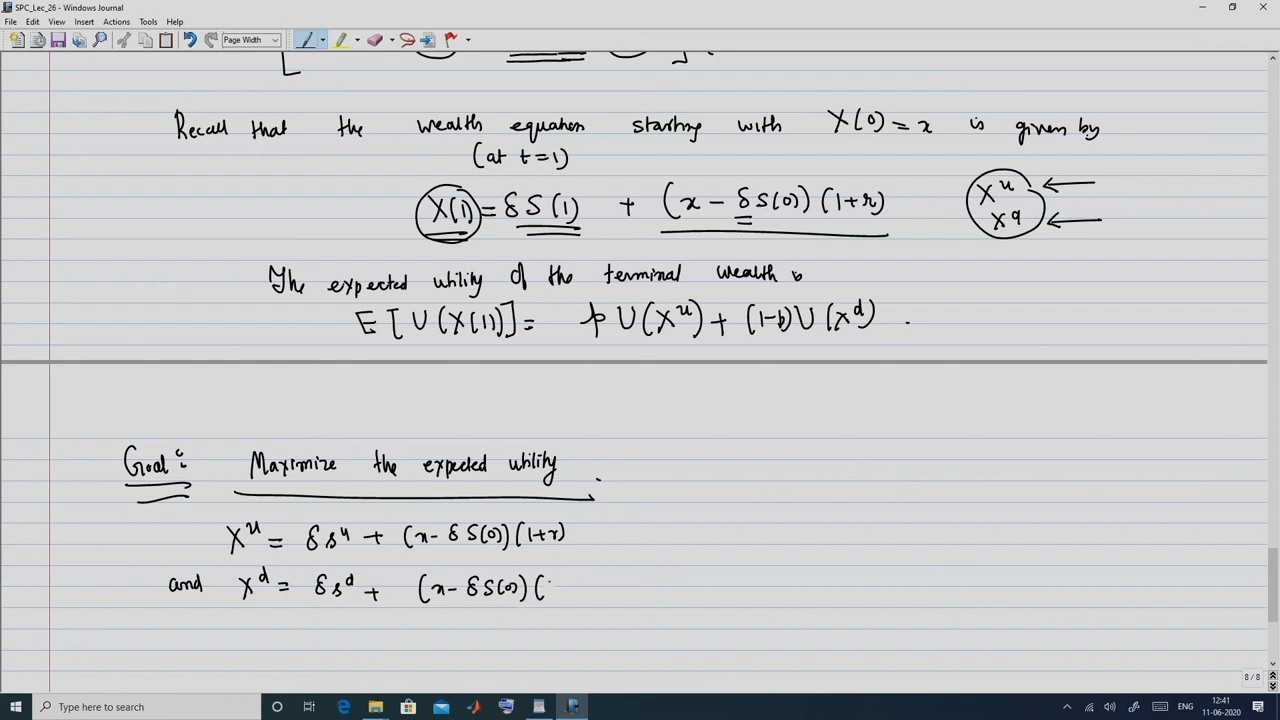 SPC_Lec_26 - Windows Journal
File Edit View Insert Actions Tools Help
Page Width
Recall that the wealth equation starting with X(0) = x is given by
(at t=1)
X(1) = δ S(1) + (x - δ S(0)) (1+r)
X^u
X^d
The expected utility of the terminal wealth is
E[U(X(1))] = p U(X^u) + (1-p) U(X^d) .
Goal: Maximize the expected utility .
X^u = δ s^u + (x - δ S(0)) (1+r)
and X^d = δ s^d + (x - δ S(0)) (
8 / 8
Type here to search
ENG
12:41
11-06-2020